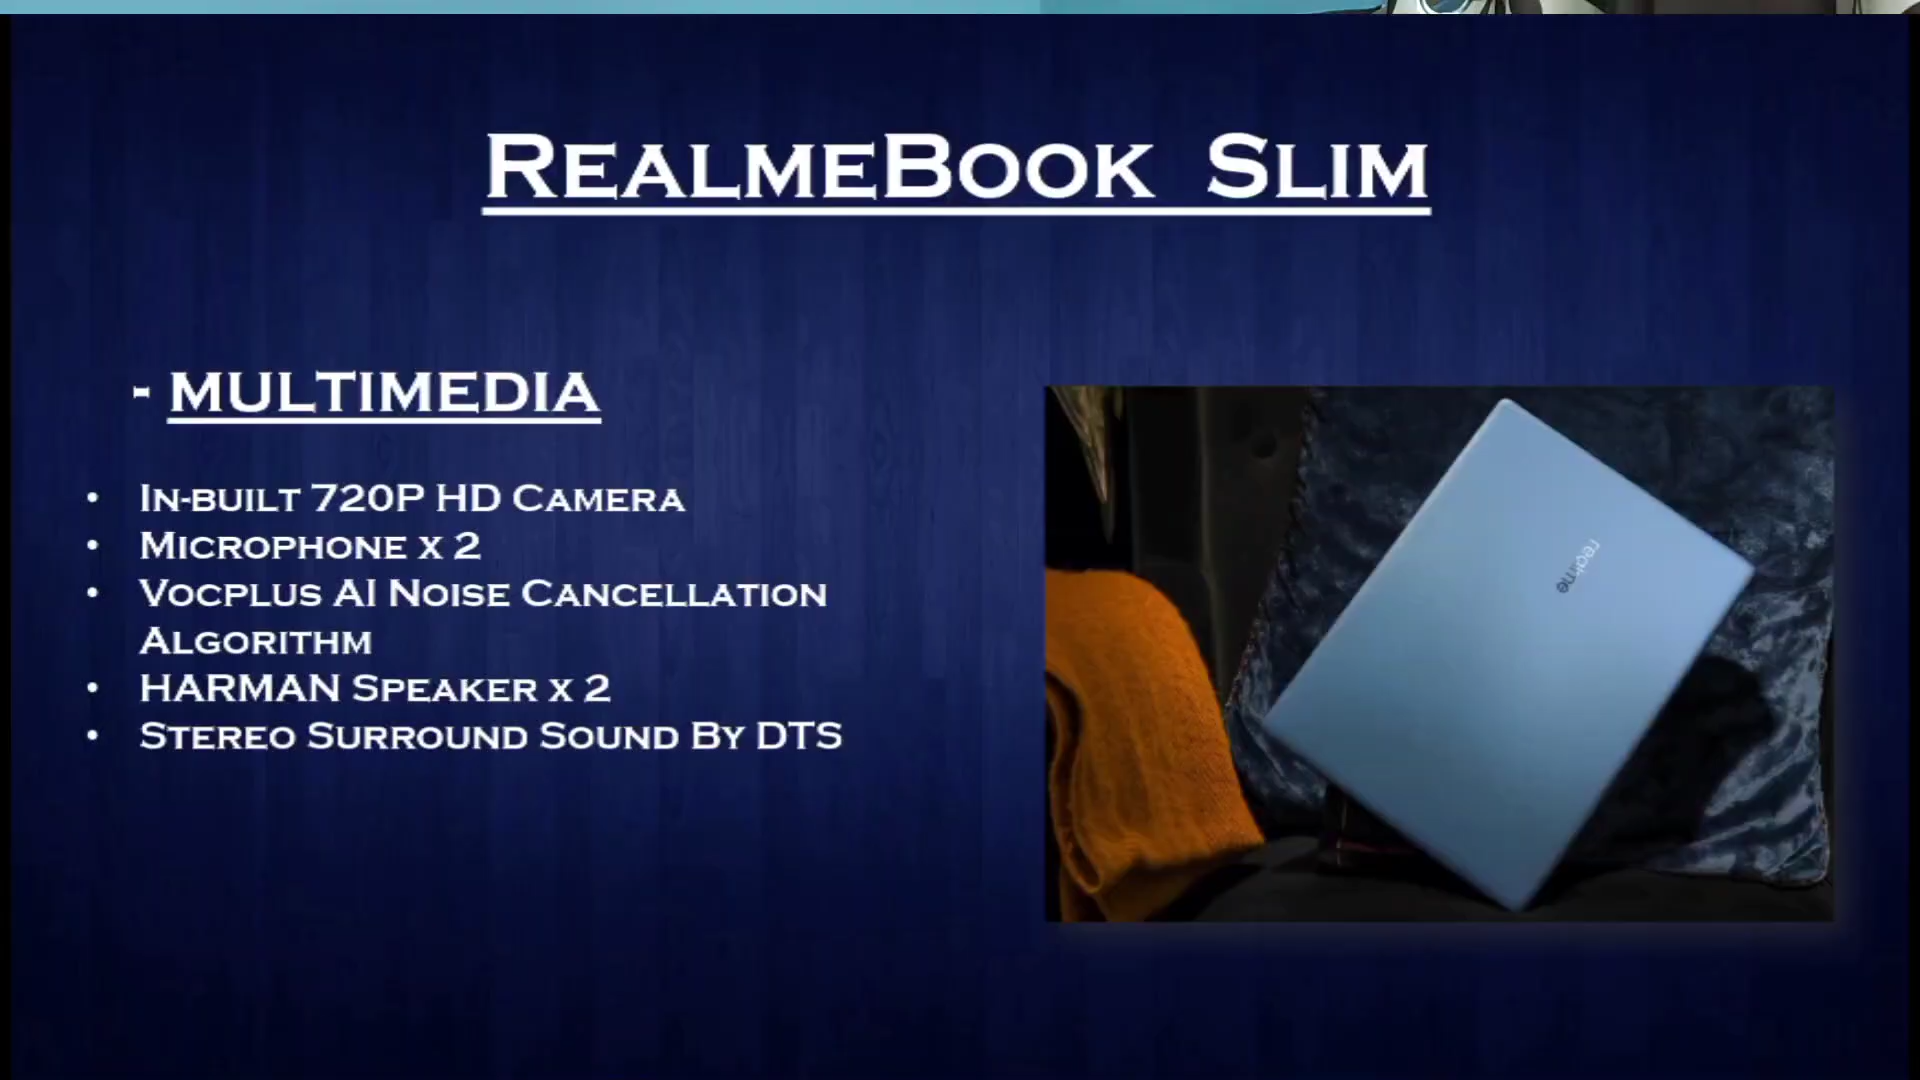 RealmeBook Slim
- MULTIMEDIA
• In-built 720P HD Camera
• Microphone x 2
• Vocplus AI Noise Cancellation
Algorithm
• HARMAN Speaker x 2
• Stereo Surround Sound By DTS
realme